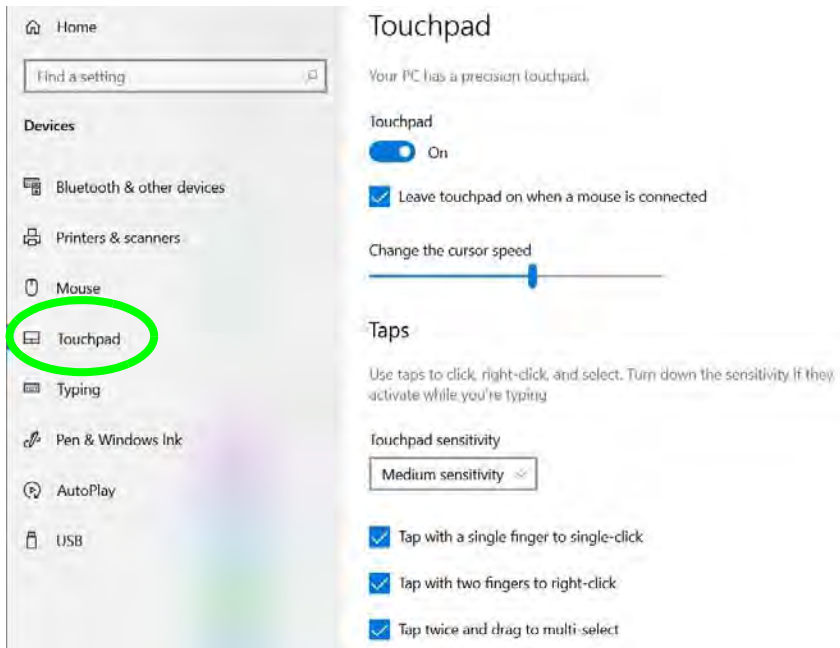 Home
Find a setting
Devices
Bluetooth & other devices
Printers & scanners
Mouse
Touchpad
Typing
Pen & Windows Ink
AutoPlay
USB
Touchpad
Your PC has a precision touchpad.
Touchpad
On
Leave touchpad on when a mouse is connected
Change the cursor speed
Taps
Use taps to click, right-click, and select. Turn down the sensitivity if they
activate while you're typing
Touchpad sensitivity
Medium sensitivity
Tap with a single finger to single-click
Tap with two fingers to right-click
Tap twice and drag to multi-select